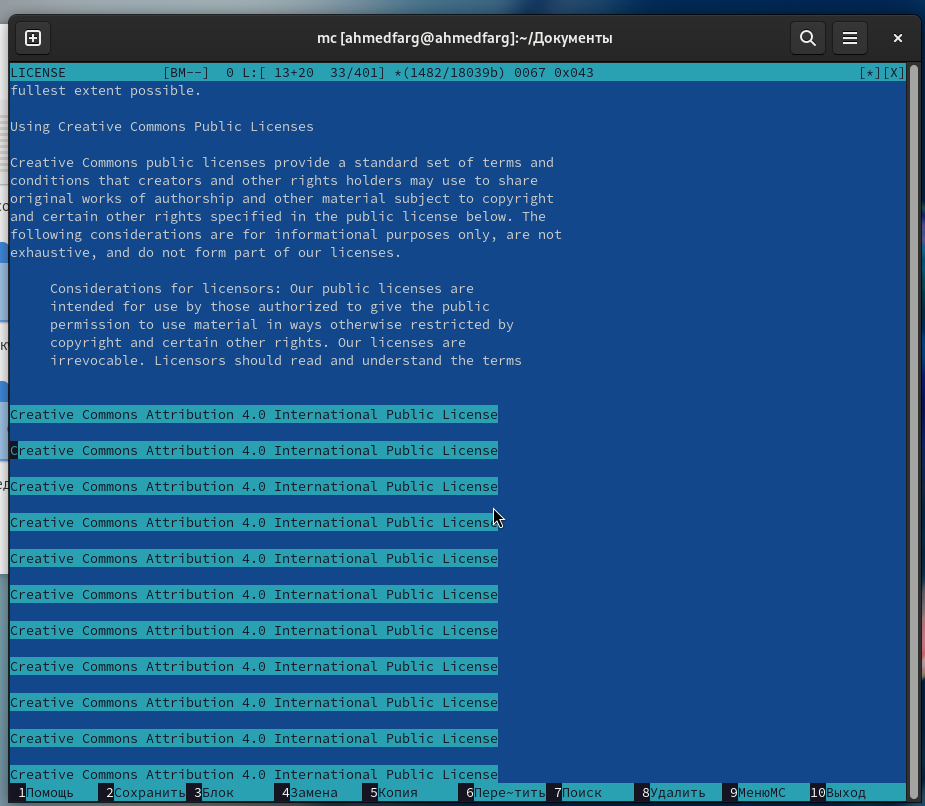 mc [ahmedfarg@ahmedfarg]:~/Документы
LICENSE [BM--] 0 L:[ 13+20 33/401] *(1482/18039b) 0067 0x043 [*][X]
fullest extent possible.
Using Creative Commons Public Licenses
Creative Commons public licenses provide a standard set of terms and
conditions that creators and other rights holders may use to share
original works of authorship and other material subject to copyright
and certain other rights specified in the public license below. The
following considerations are for informational purposes only, are not
exhaustive, and do not form part of our licenses.
Considerations for licensors: Our public licenses are
intended for use by those authorized to give the public
permission to use material in ways otherwise restricted by
copyright and certain other rights. Our licenses are
irrevocable. Licensors should read and understand the terms
Creative Commons Attribution 4.0 International Public License
Creative Commons Attribution 4.0 International Public License
Creative Commons Attribution 4.0 International Public License
Creative Commons Attribution 4.0 International Public License
Creative Commons Attribution 4.0 International Public License
Creative Commons Attribution 4.0 International Public License
Creative Commons Attribution 4.0 International Public License
Creative Commons Attribution 4.0 International Public License
Creative Commons Attribution 4.0 International Public License
Creative Commons Attribution 4.0 International Public License
Creative Commons Attribution 4.0 International Public License
1Помощь 2Сохранить 3Блок 4Замена 5Копия 6Пере~тить 7Поиск 8Удалить 9МенюMC 10Выход